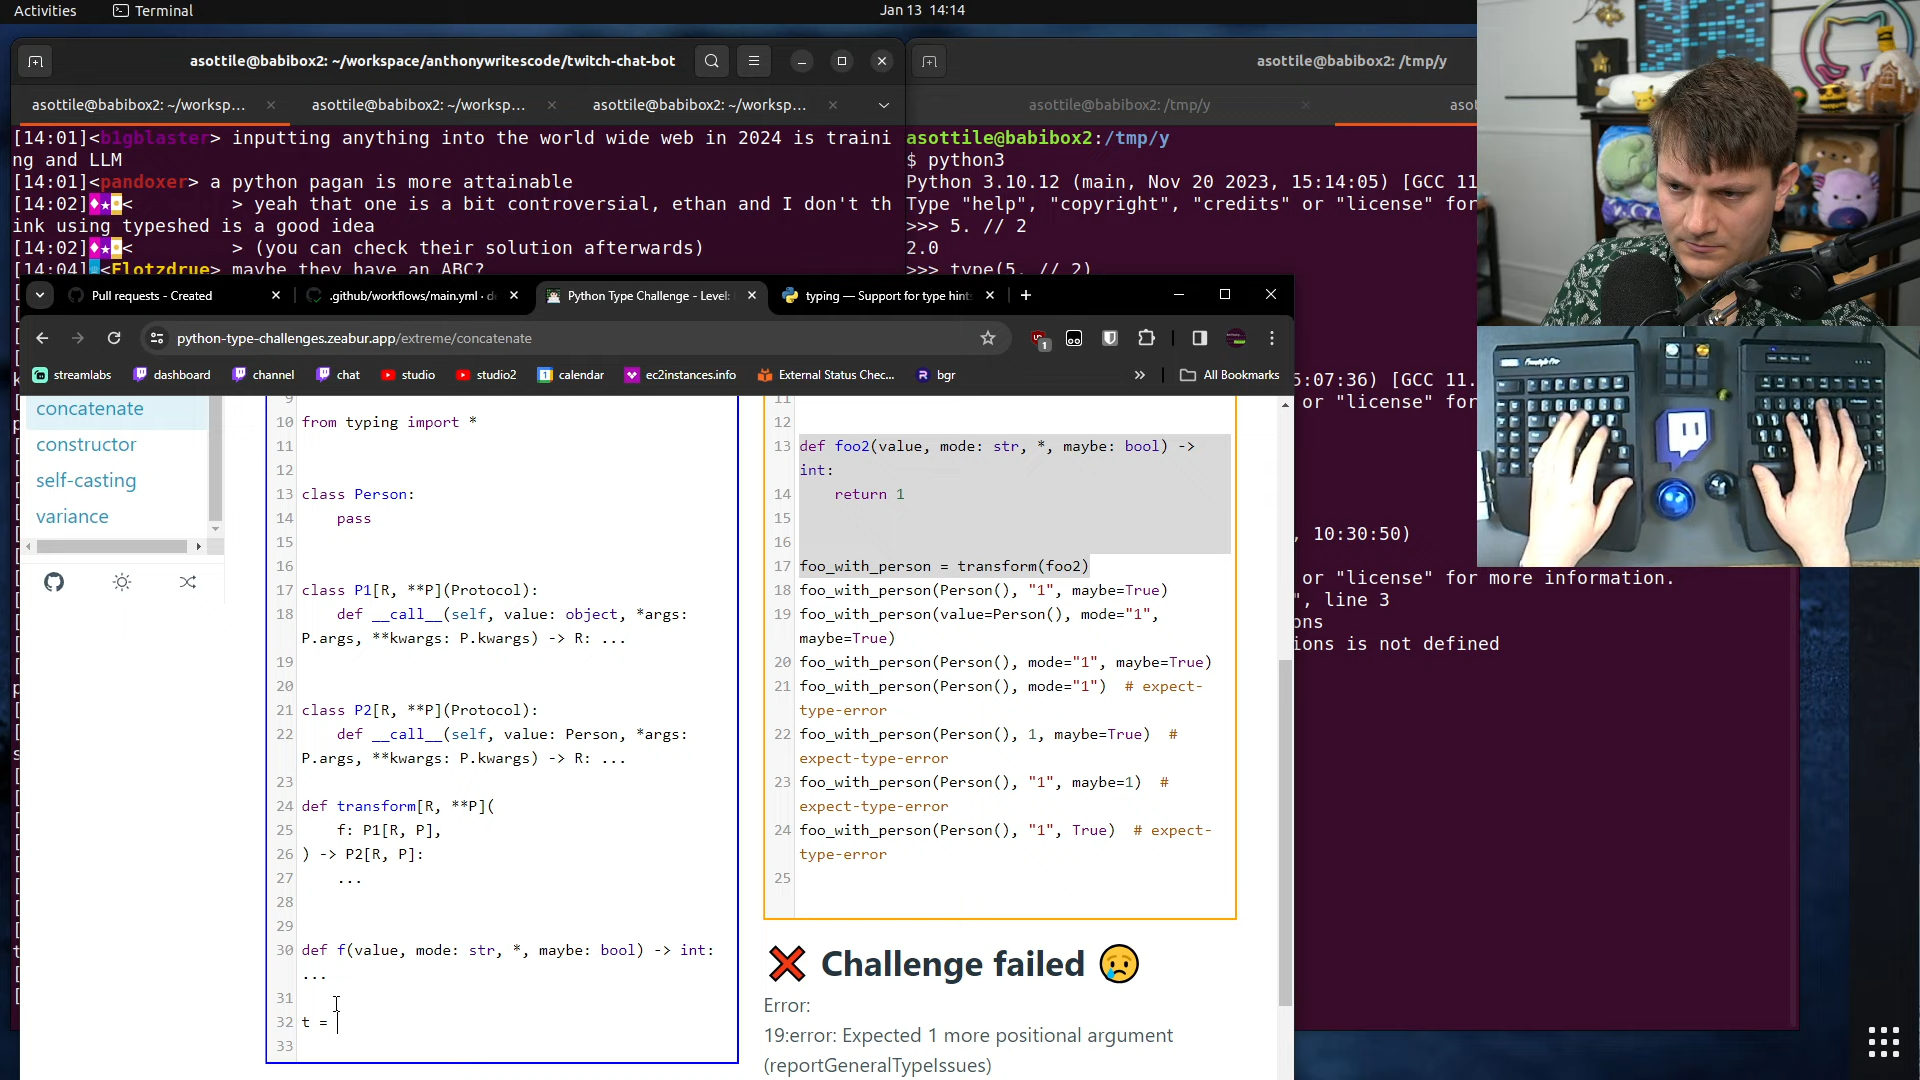 Activities
Terminal
Jan 13 14:14
asottile@babibox2: ~/workspace/anthonywritescode/twitch-chat-bot
asottile@babibox2: /tmp/y
asottile@babibox2: ~/worksp...
asottile@babibox2: ~/worksp...
asottile@babibox2: ~/worksp...
asottile@babibox2: /tmp/y
[14:01]<b1gblaster> inputting anything into the world wide web in 2024 is traini
ng and LLM
[14:01]<pandoxer> a python pagan is more attainable
[14:02] < > yeah that one is a bit controversial, ethan and I don't th
ink using typeshed is a good idea
[14:02] < > (you can check their solution afterwards)
[14:04] <Flotzdrue> maybe they have an ABC?
asottile@babibox2:/tmp/y
$ python3
Python 3.10.12 (main, Nov 20 2023, 15:14:05) [GCC 11
Type "help", "copyright", "credits" or "license" for
>>> 5. // 2
2.0
>>> type(5. // 2)
5:07:36) [GCC 11.
or "license" for
, 10:30:50)
or "license" for more information.
", line 3
ons
ions is not defined
Pull requests - Created
.github/workflows/main.yml · d
Python Type Challenge - Level:
typing — Support for type hint
python-type-challenges.zeabur.app/extreme/concatenate
streamlabs
dashboard
channel
chat
studio
studio2
calendar
ec2instances.info
External Status Chec...
bgr
»
All Bookmarks
concatenate
constructor
self-casting
variance
9
10 from typing import *
11
12
13 class Person:
14 pass
15
16
17 class P1[R, **P](Protocol):
18 def __call__(self, value: object, *args:
P.args, **kwargs: P.kwargs) -> R: ...
19
20
21 class P2[R, **P](Protocol):
22 def __call__(self, value: Person, *args:
P.args, **kwargs: P.kwargs) -> R: ...
23
24 def transform[R, **P](
25 f: P1[R, P],
26 ) -> P2[R, P]:
27 ...
28
29
30 def f(value, mode: str, *, maybe: bool) -> int:
...
31
32 t =
33
11
12
13 def foo2(value, mode: str, *, maybe: bool) ->
int:
14 return 1
15
16
17 foo_with_person = transform(foo2)
18 foo_with_person(Person(), "1", maybe=True)
19 foo_with_person(value=Person(), mode="1",
maybe=True)
20 foo_with_person(Person(), mode="1", maybe=True)
21 foo_with_person(Person(), mode="1") # expect-
type-error
22 foo_with_person(Person(), 1, maybe=True) #
expect-type-error
23 foo_with_person(Person(), "1", maybe=1) #
expect-type-error
24 foo_with_person(Person(), "1", True) # expect-
type-error
25
Challenge failed
Error:
19:error: Expected 1 more positional argument
(reportGeneralTypeIssues)